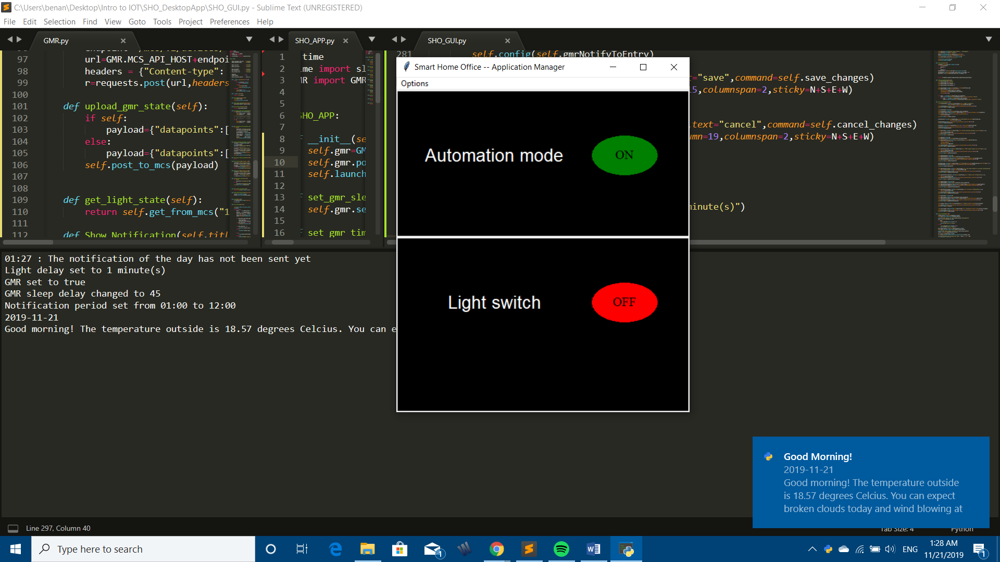 C:\Users\benan\Desktop\Intro to IOT\SHO_DesktopApp\SHO_GUI.py - Sublime Text (UNREGISTERED)
File Edit Selection Find View Goto Tools Project Preferences Help
GMR.py
97 url=GMR.MCS_API_HOST+endpoi
98 headers = {"Content-type":
99 r=requests.post(url,headers
100
101 def upload_gmr_state(self):
102 if self:
103 payload={"datapoints":[
104 else:
105 payload={"datapoints":[
106 self.post_to_mcs(payload)
107
108
109 def get_light_state(self):
110 return self.get_from_mcs("1
111
112 def Show_Notification(self,titl
SHO_APP.py
1 time
2 me import sl
3 MR import GMR
4
5
6 SHO_APP:
7
8 f __init__(se
9 self.gmr=GM
10 self.gmr.po
11 self.launch
12
13 f set_gmr_sle
14 self.gmr.se
15
16 f set_gmr_tim
SHO_GUI.py
281 self.config(self.gmrNotifyToEntry)
t="save",command=self.save_changes)
15,columnspan=2,sticky=N+S+E+W)
,text="cancel",command=self.cancel_changes)
umn=19,columnspan=2,sticky=N+S+E+W)
minute(s)")
Smart Home Office -- Application Manager
Options
Automation mode ON
Light switch OFF
01:27 : The notification of the day has not been sent yet
Light delay set to 1 minute(s)
GMR set to true
GMR sleep delay changed to 45
Notification period set from 01:00 to 12:00
2019-11-21
Good morning! The temperature outside is 18.57 degrees Celcius. You can e
Good Morning!
2019-11-21
Good morning! The temperature outside
is 18.57 degrees Celcius. You can expect
broken clouds today and wind blowing at
Line 297, Column 40
Tab Size: 4 Python
Type here to search
1
W
ENG
1:28 AM
11/21/2019
1